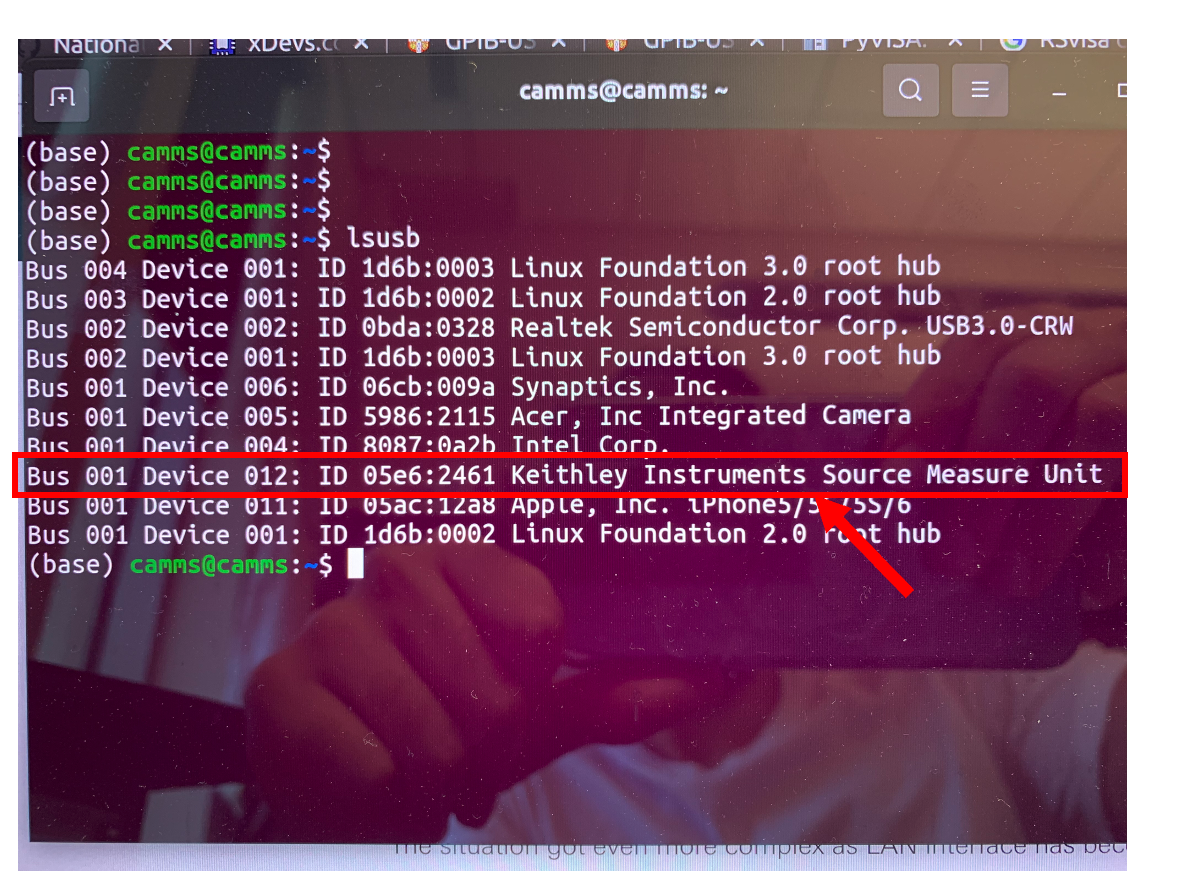 National × xDevs.c × GPIB-US × GPIB-US × PyVISA: × RSVisa
camms@camms: ~
(base) camms@camms:~$
(base) camms@camms:~$
(base) camms@camms:~$
(base) camms@camms:~$ lsusb
Bus 004 Device 001: ID 1d6b:0003 Linux Foundation 3.0 root hub
Bus 003 Device 001: ID 1d6b:0002 Linux Foundation 2.0 root hub
Bus 002 Device 002: ID 0bda:0328 Realtek Semiconductor Corp. USB3.0-CRW
Bus 002 Device 001: ID 1d6b:0003 Linux Foundation 3.0 root hub
Bus 001 Device 006: ID 06cb:009a Synaptics, Inc.
Bus 001 Device 005: ID 5986:2115 Acer, Inc Integrated Camera
Bus 001 Device 004: ID 8087:0a2b Intel Corp.
Bus 001 Device 012: ID 05e6:2461 Keithley Instruments Source Measure Unit
Bus 001 Device 011: ID 05ac:12a8 Apple, Inc. iPhone5/5C/5S/6
Bus 001 Device 001: ID 1d6b:0002 Linux Foundation 2.0 root hub
(base) camms@camms:~$
The situation got even more complex as LAN interface has